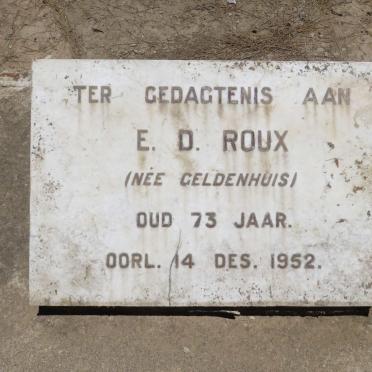 TER GEDAGTENIS AAN
E. D. ROUX
(NÉE GELDENHUIS)
OUD 73 JAAR.
OORL. 14 DES. 1952.